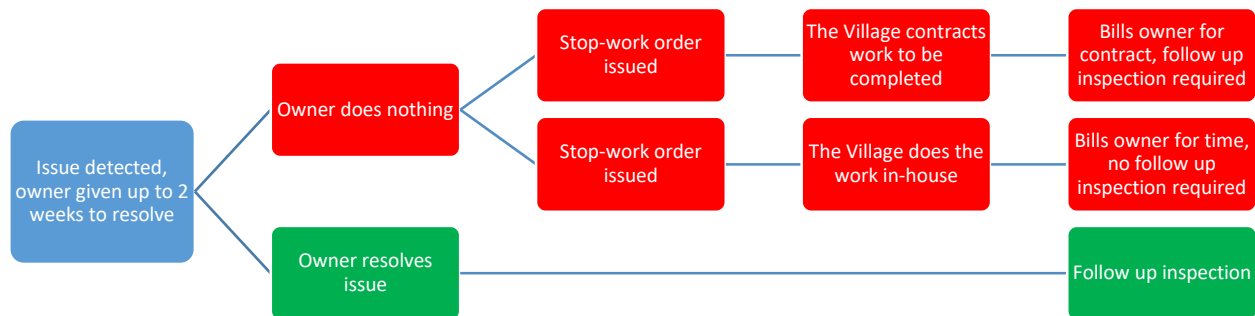 Issue detected,
owner given up to 2
weeks to resolve
Owner does nothing
Stop-work order
issued
The Village contracts
work to be
completed
Bills owner for
contract, follow up
inspection required
Stop-work order
issued
The Village does the
work in-house
Bills owner for time,
no follow up
inspection required
Owner resolves
issue
Follow up inspection